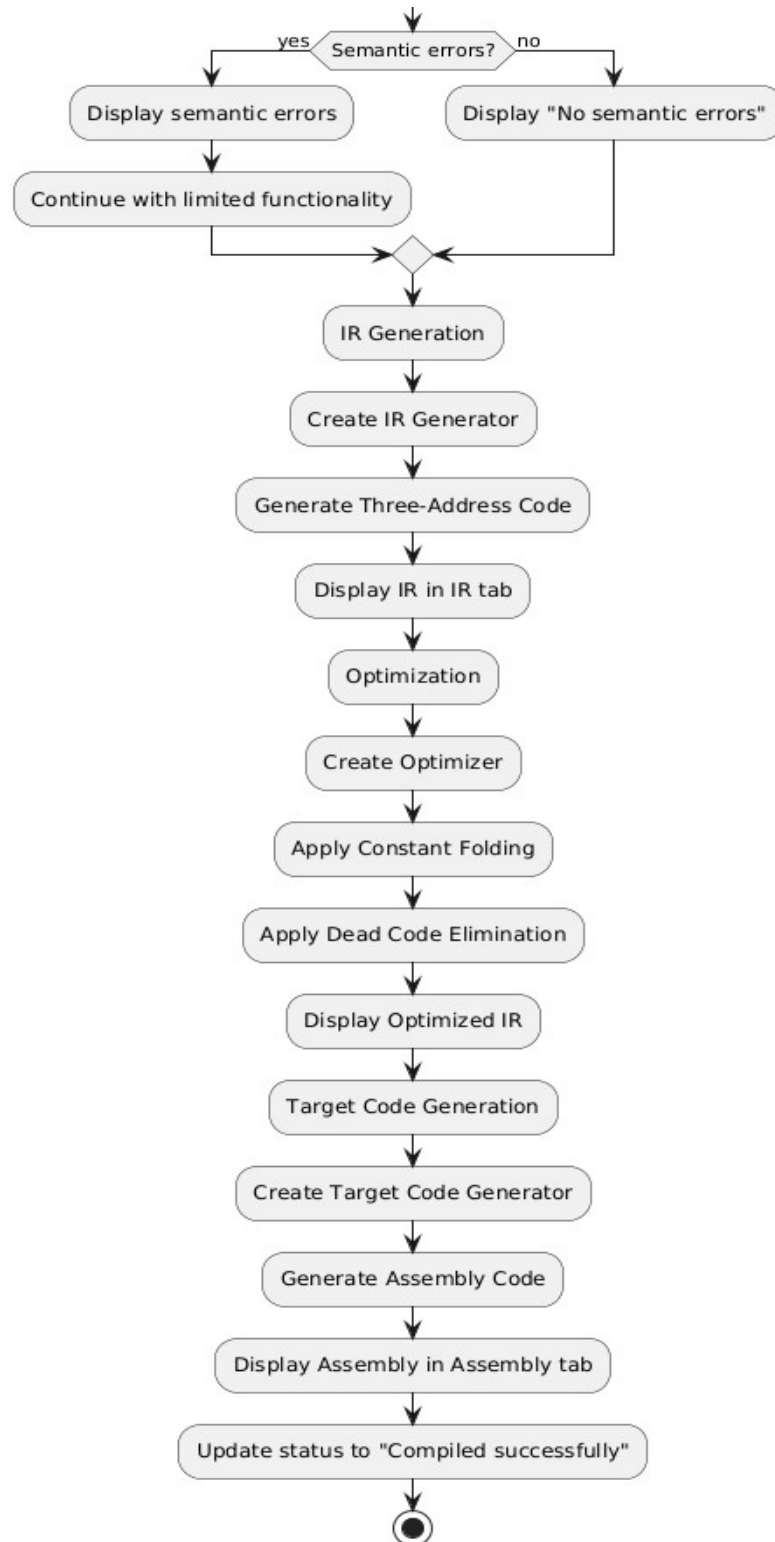 yes
Semantic errors?
no
Display semantic errors
Display "No semantic errors"
Continue with limited functionality
IR Generation
Create IR Generator
Generate Three-Address Code
Display IR in IR tab
Optimization
Create Optimizer
Apply Constant Folding
Apply Dead Code Elimination
Display Optimized IR
Target Code Generation
Create Target Code Generator
Generate Assembly Code
Display Assembly in Assembly tab
Update status to "Compiled successfully"